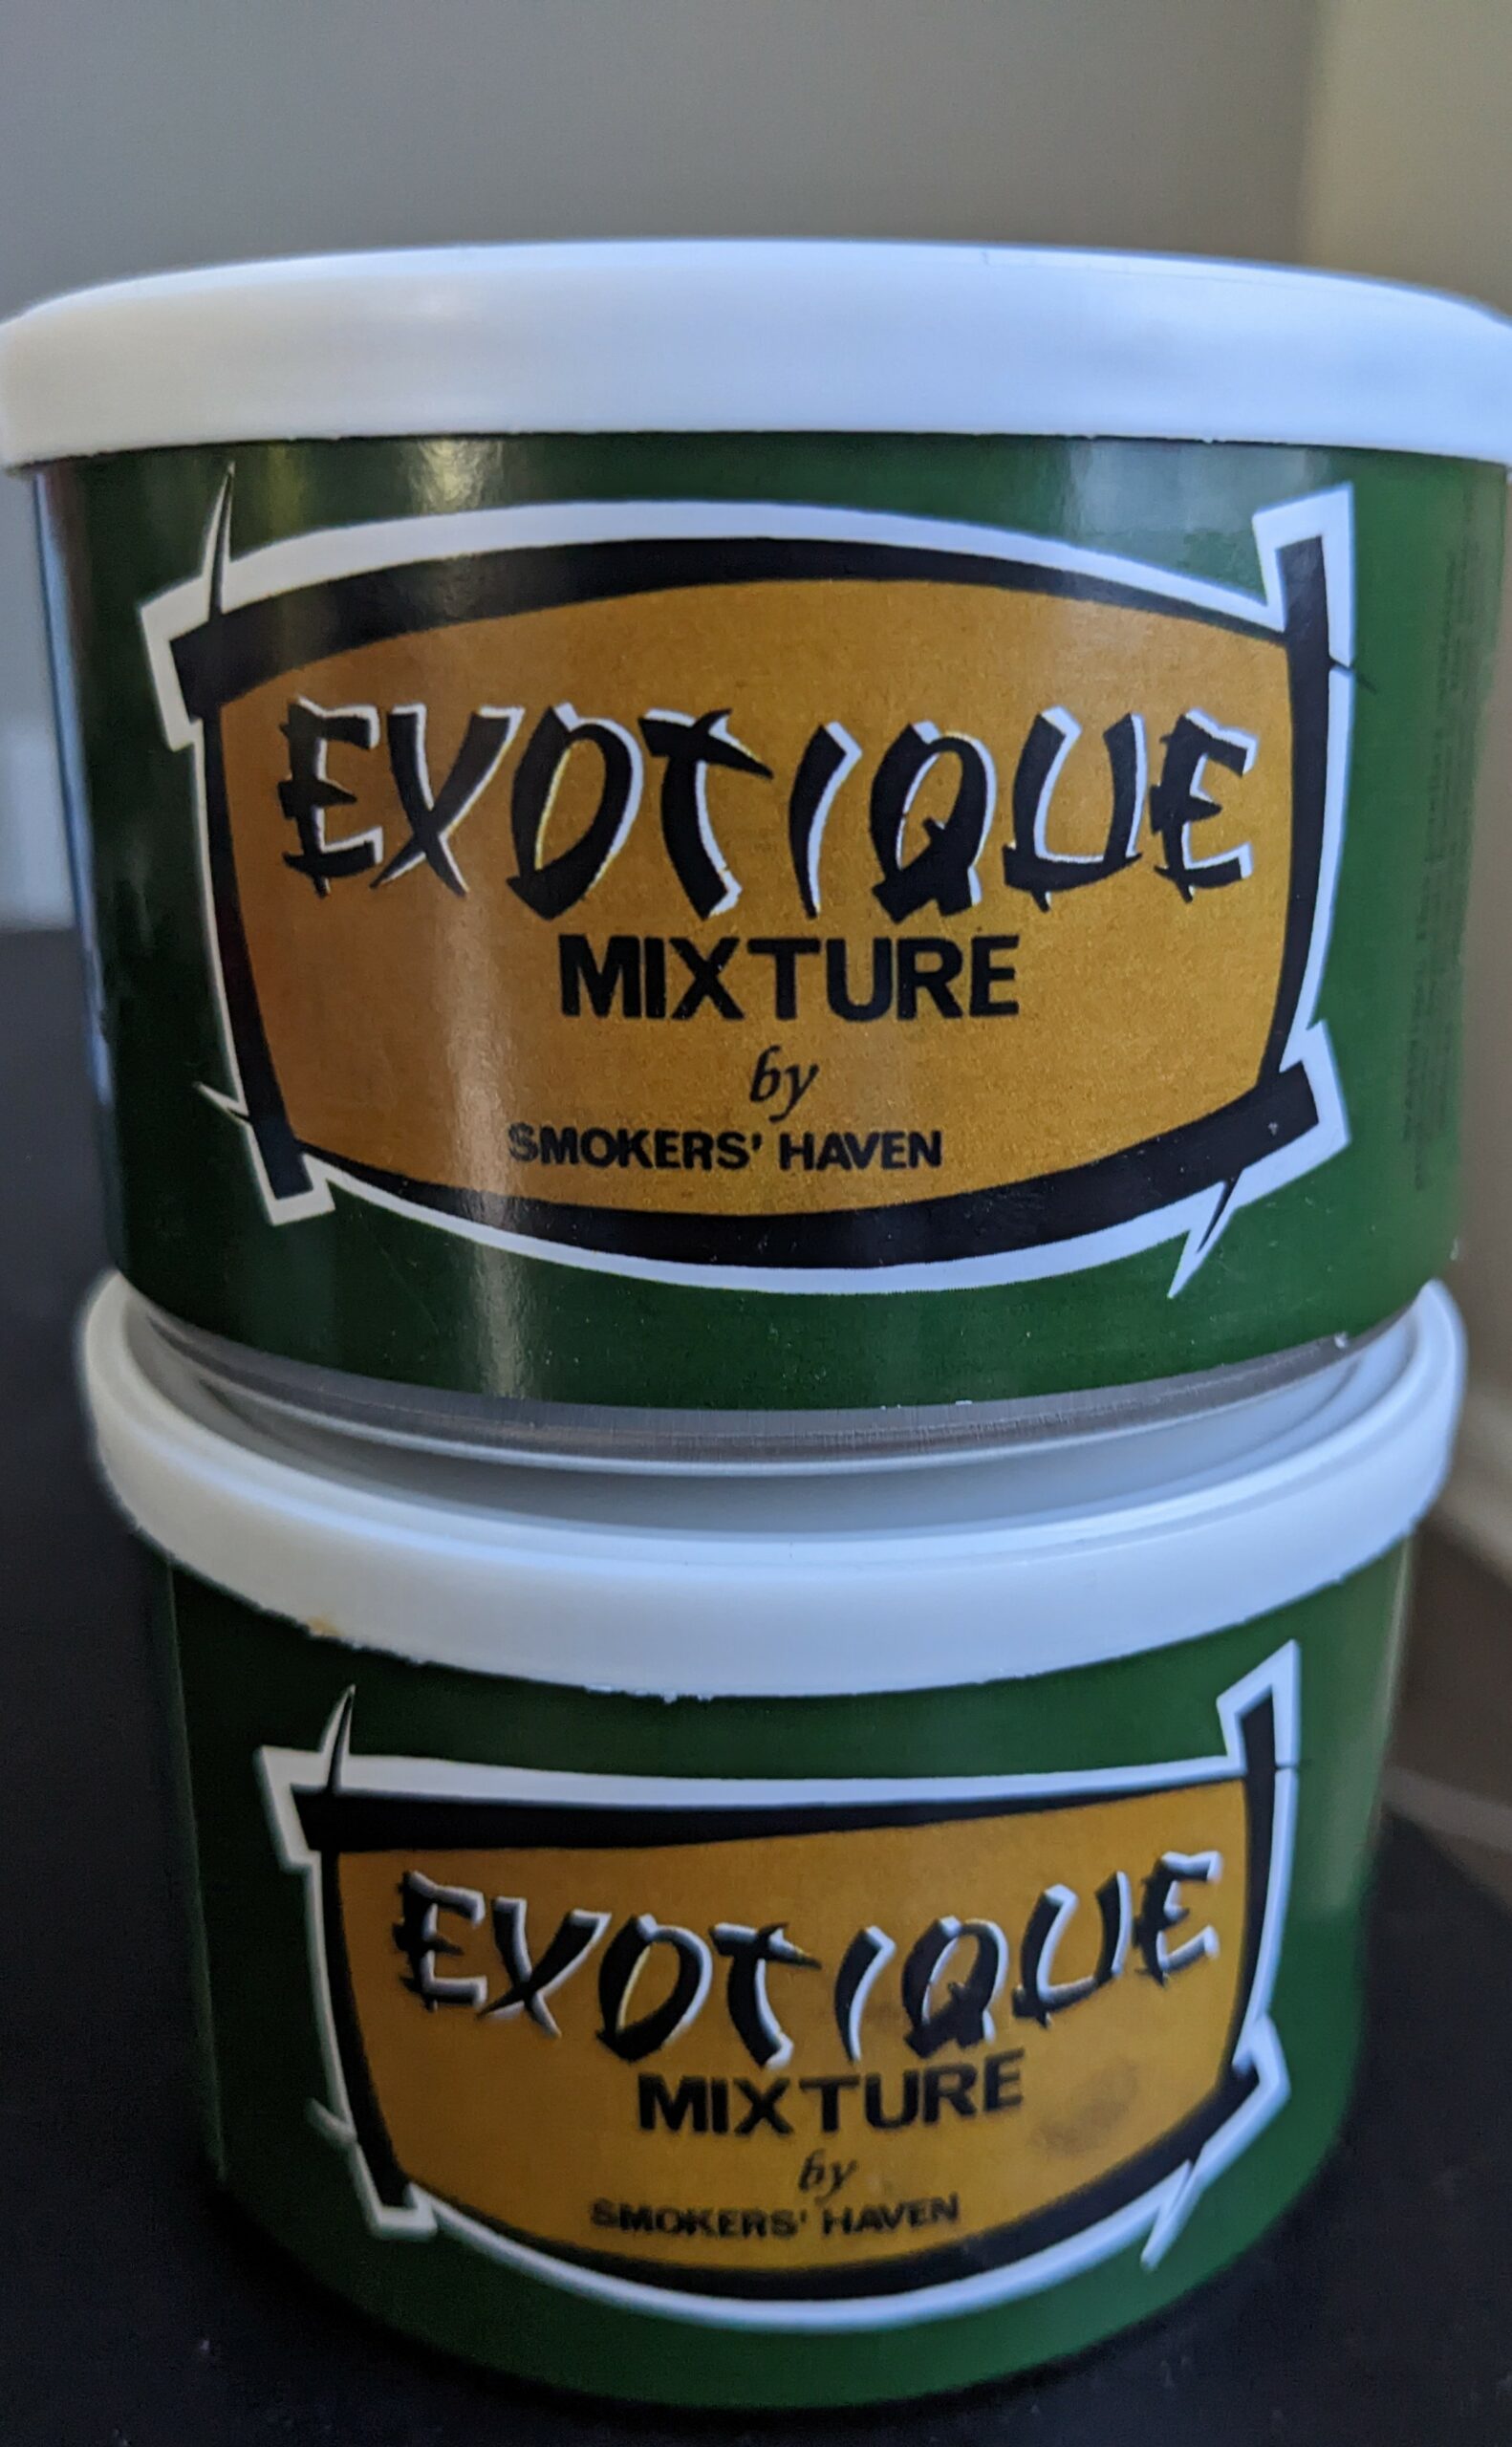 EXOTIQUE
MIXTURE
by
SMOKERS' HAVEN
EXOTIQUE
MIXTURE
by
SMOKERS' HAVEN